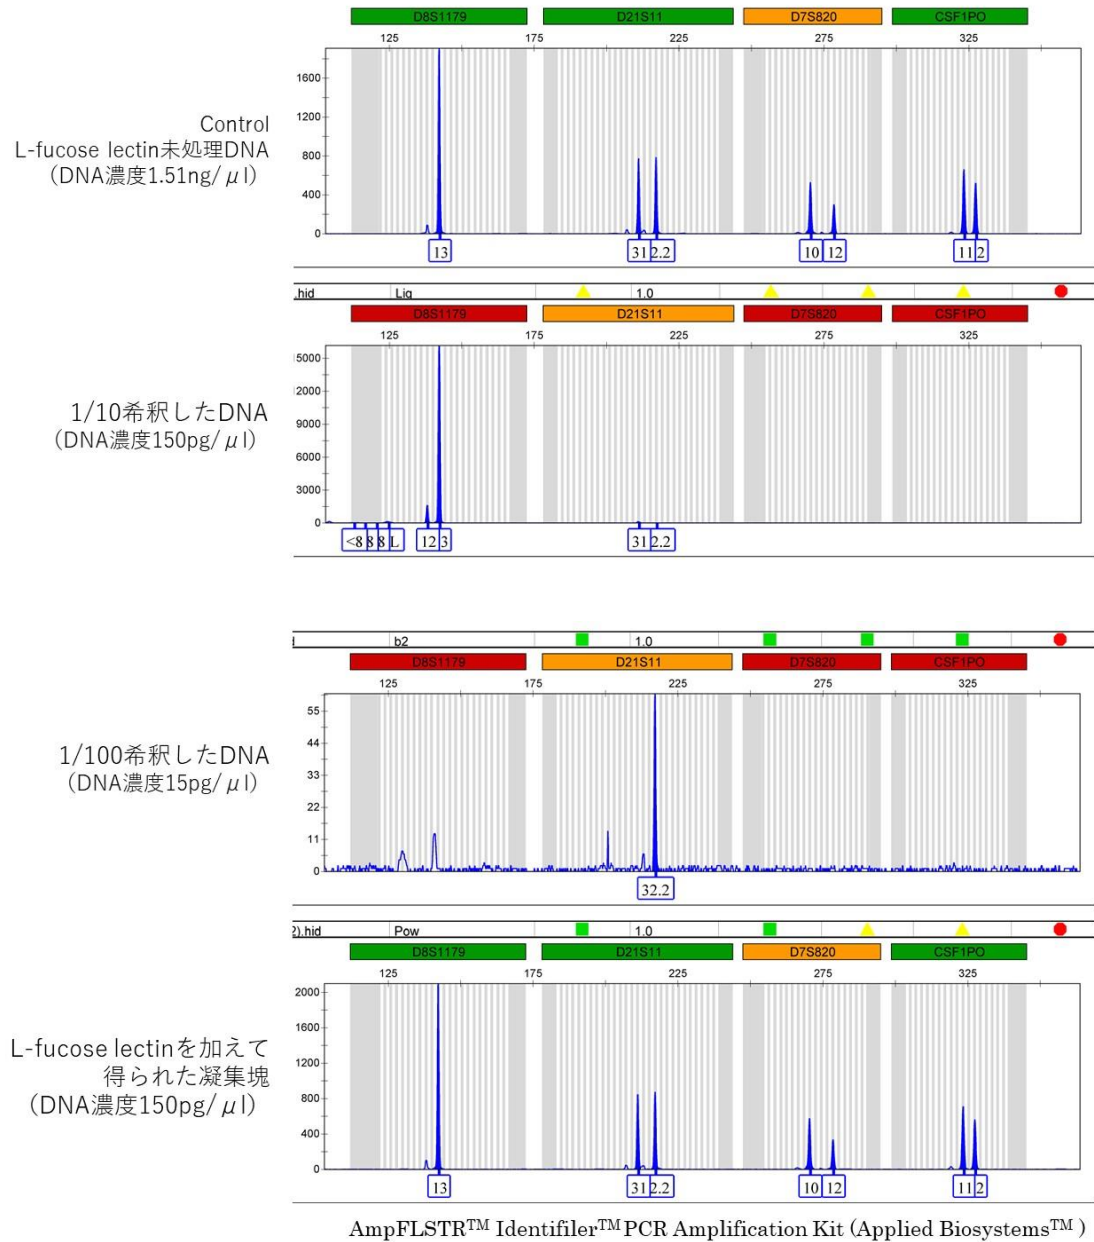 D8S1179 D21S11 D7S820 CSF1PO
125 175 225 275 325
1600
1200
800
400
0
Control
L-fucose lectin未処理DNA
(DNA濃度1.51ng/μl)
13 31 2.2 10 12 11 2
.hid Liq 1.0
D8S1179 D21S11 D7S820 CSF1PO
125 175 225 275 325
5000
12000
9000
6000
3000
0
1/10希釈したDNA
(DNA濃度150pg/μl)
<8 8 8 L 12 3 31 2.2
b2 1.0
D8S1179 D21S11 D7S820 CSF1PO
125 175 225 275 325
55
44
33
22
11
0
1/100希釈したDNA
(DNA濃度15pg/μl)
32.2
2).hid Pow 1.0
D8S1179 D21S11 D7S820 CSF1PO
125 175 225 275 325
2000
1600
1200
800
400
0
L-fucose lectinを加えて
得られた凝集塊
(DNA濃度150pg/μl)
13 31 2.2 10 12 11 2
AmpFLSTR™ Identifiler™ PCR Amplification Kit (Applied Biosystems™ )